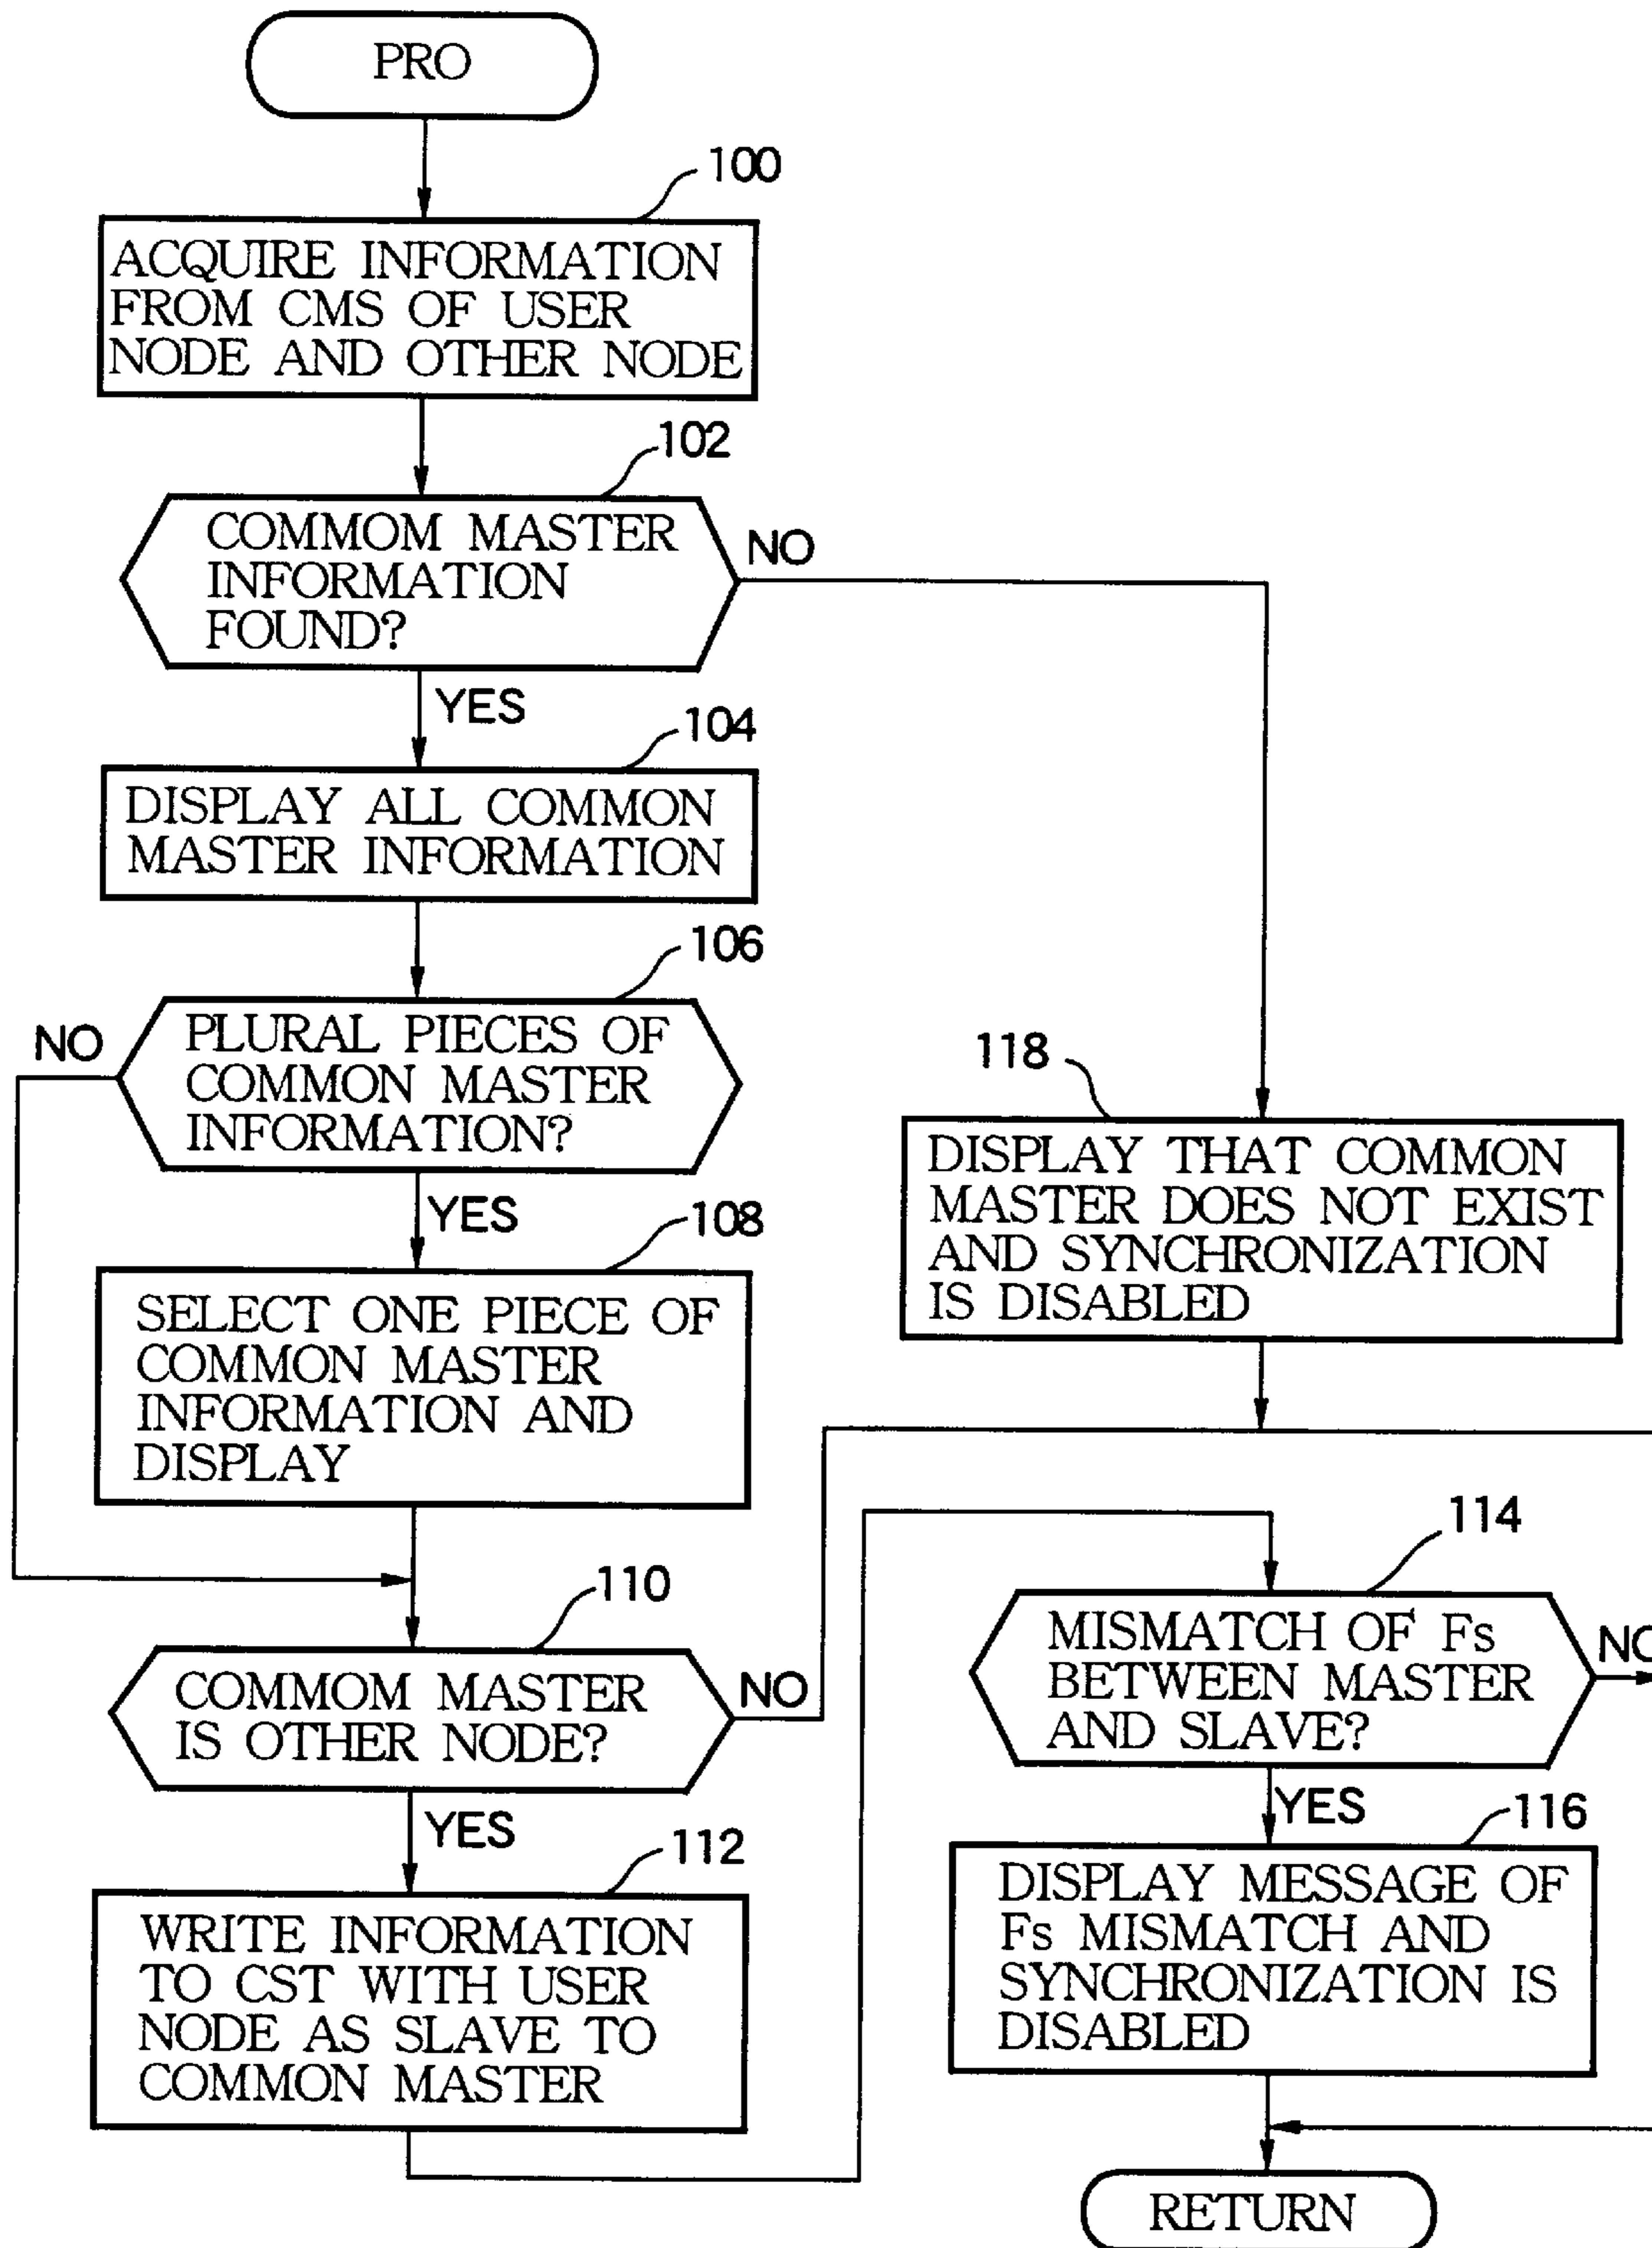 PRO
100
ACQUIRE INFORMATION
FROM CMS OF USER
NODE AND OTHER NODE
102
COMMOM MASTER
INFORMATION
FOUND?
NO
YES
104
DISPLAY ALL COMMON
MASTER INFORMATION
106
NO
PLURAL PIECES OF
COMMON MASTER
INFORMATION?
YES
108
SELECT ONE PIECE OF
COMMON MASTER
INFORMATION AND
DISPLAY
110
COMMOM MASTER
IS OTHER NODE?
NO
YES
112
WRITE INFORMATION
TO CST WITH USER
NODE AS SLAVE TO
COMMON MASTER
118
DISPLAY THAT COMMON
MASTER DOES NOT EXIST
AND SYNCHRONIZATION
IS DISABLED
114
MISMATCH OF Fs
BETWEEN MASTER
AND SLAVE?
NO
YES
116
DISPLAY MESSAGE OF
Fs MISMATCH AND
SYNCHRONIZATION IS
DISABLED
RETURN